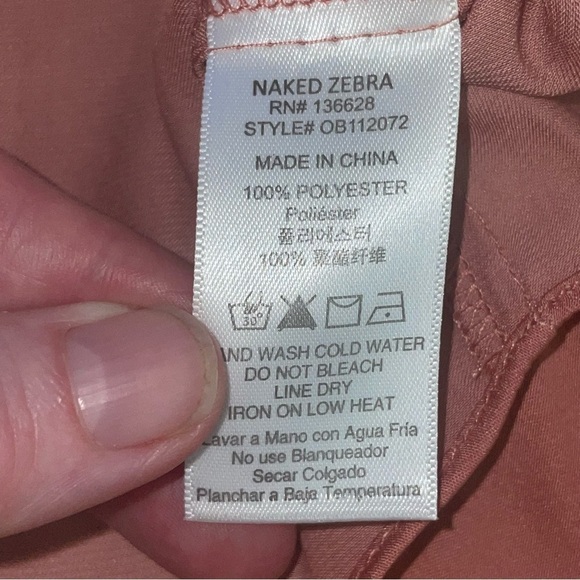 NAKED ZEBRA
RN# 136628
STYLE# OB112072
MADE IN CHINA
100% POLYESTER
Poliéster
폴리에스터
100% 聚酯纤维
30°
WASH COLD WATER
DO NOT BLEACH
LINE DRY
IRON ON LOW HEAT
Lavar a Mano con Agua Fría
No use Blanqueador
Secar Colgado
Planchar a Baja Temperatura